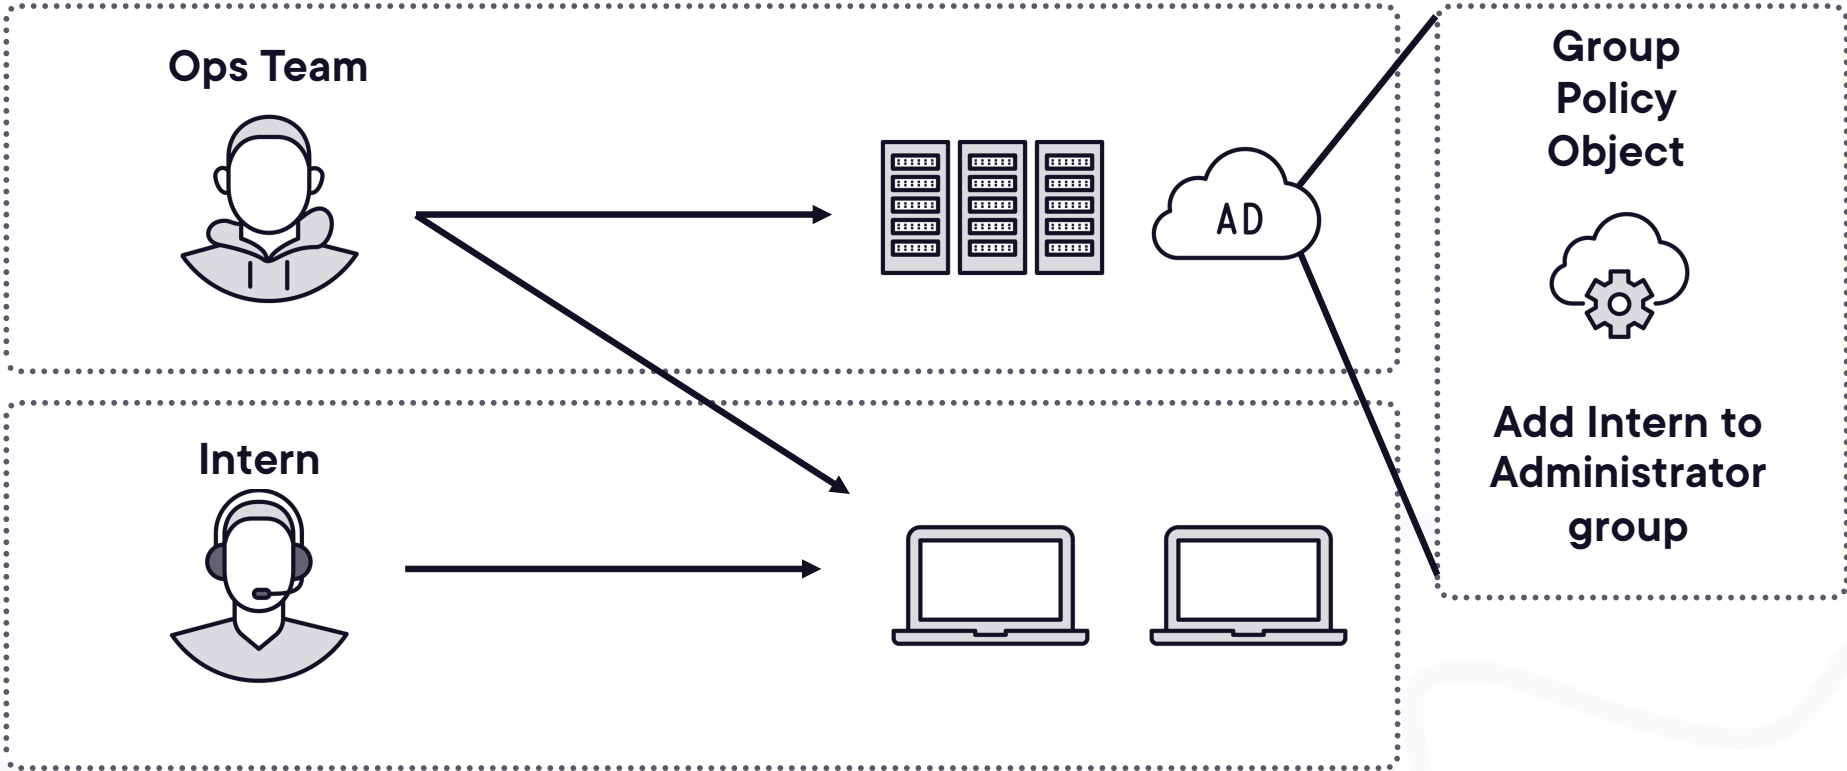 Ops Team
AD
Group
Policy
Object
Intern
Add Intern to
Administrator
group